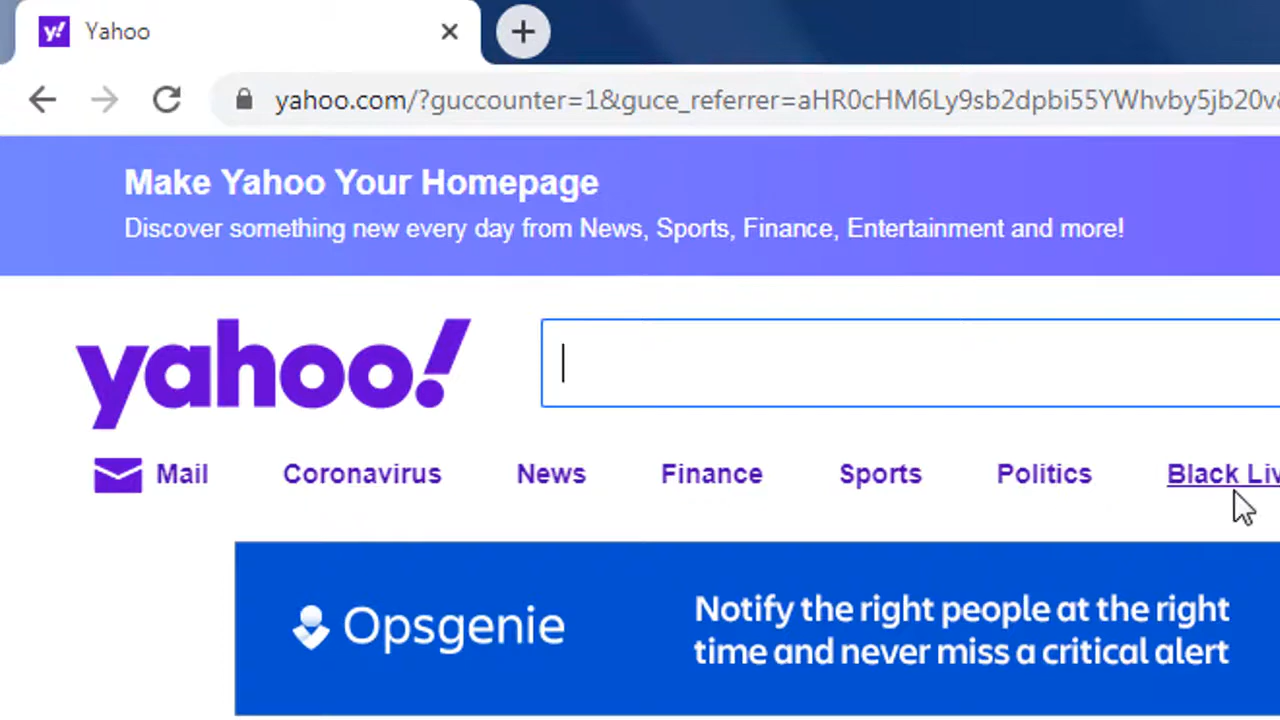 y! Yahoo
yahoo.com/?guccounter=1&guce_referrer=aHR0cHM6Ly9sb2dpbi55YWhvby5jb20v
Make Yahoo Your Homepage
Discover something new every day from News, Sports, Finance, Entertainment and more!
yahoo!
Mail Coronavirus News Finance Sports Politics Black Liv
Opsgenie
Notify the right people at the right
time and never miss a critical alert